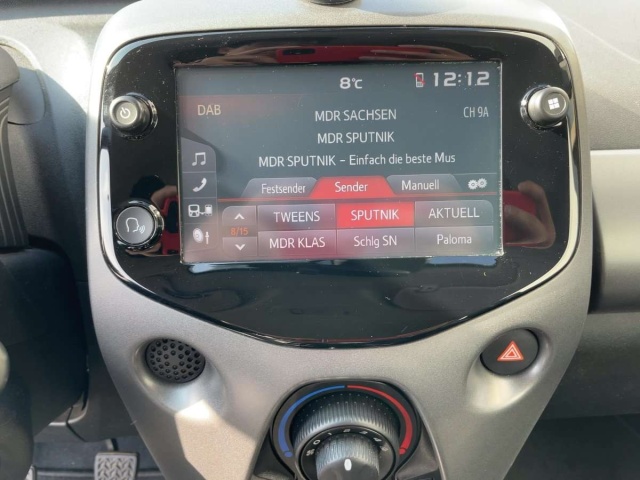 8°C 12:12
DAB MDR SACHSEN CH 9A
MDR SPUTNIK
MDR SPUTNIK – Einfach die beste Mus
Festsender Sender Manuell
TWEENS SPUTNIK AKTUELL
8/15
MDR KLAS Schlg SN Paloma